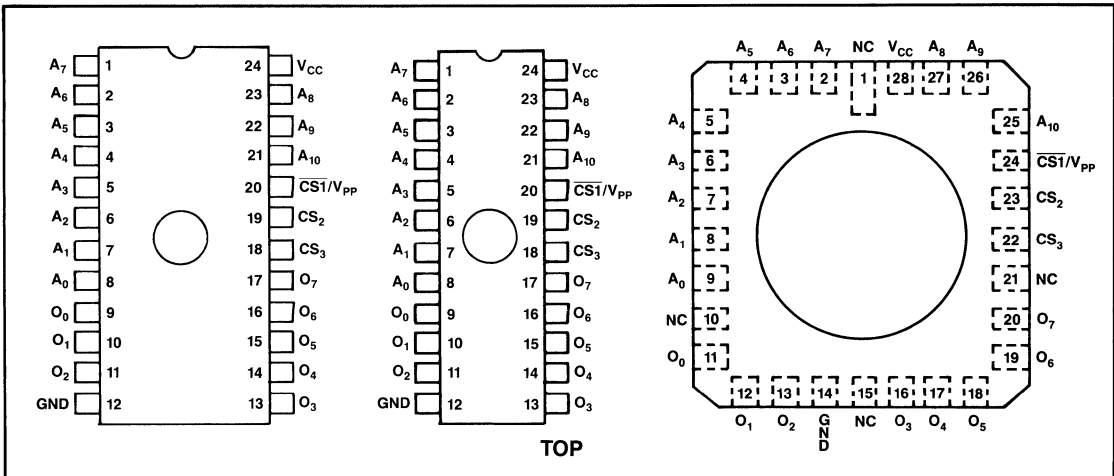 A7 1 24 VCC
A6 2 23 A8
A5 3 22 A9
A4 4 21 A10
A3 5 20 C̅S̅1̅/VPP
A2 6 19 CS2
A1 7 18 CS3
A0 8 17 O7
O0 9 16 O6
O1 10 15 O5
O2 11 14 O4
GND 12 13 O3
A7 1 24 VCC
A6 2 23 A8
A5 3 22 A9
A4 4 21 A10
A3 5 20 C̅S̅1̅/VPP
A2 6 19 CS2
A1 7 18 CS3
A0 8 17 O7
O0 9 16 O6
O1 10 15 O5
O2 11 14 O4
GND 12 13 O3
A5 A6 A7 NC VCC A8 A9
4 3 2 1 28 27 26
A4 5 25 A10
A3 6 24 C̅S̅1̅/VPP
A2 7 23 CS2
A1 8 22 CS3
A0 9 21 NC
NC 10 20 O7
O0 11 19 O6
12 13 14 15 16 17 18
O1 O2 GND NC O3 O4 O5
TOP